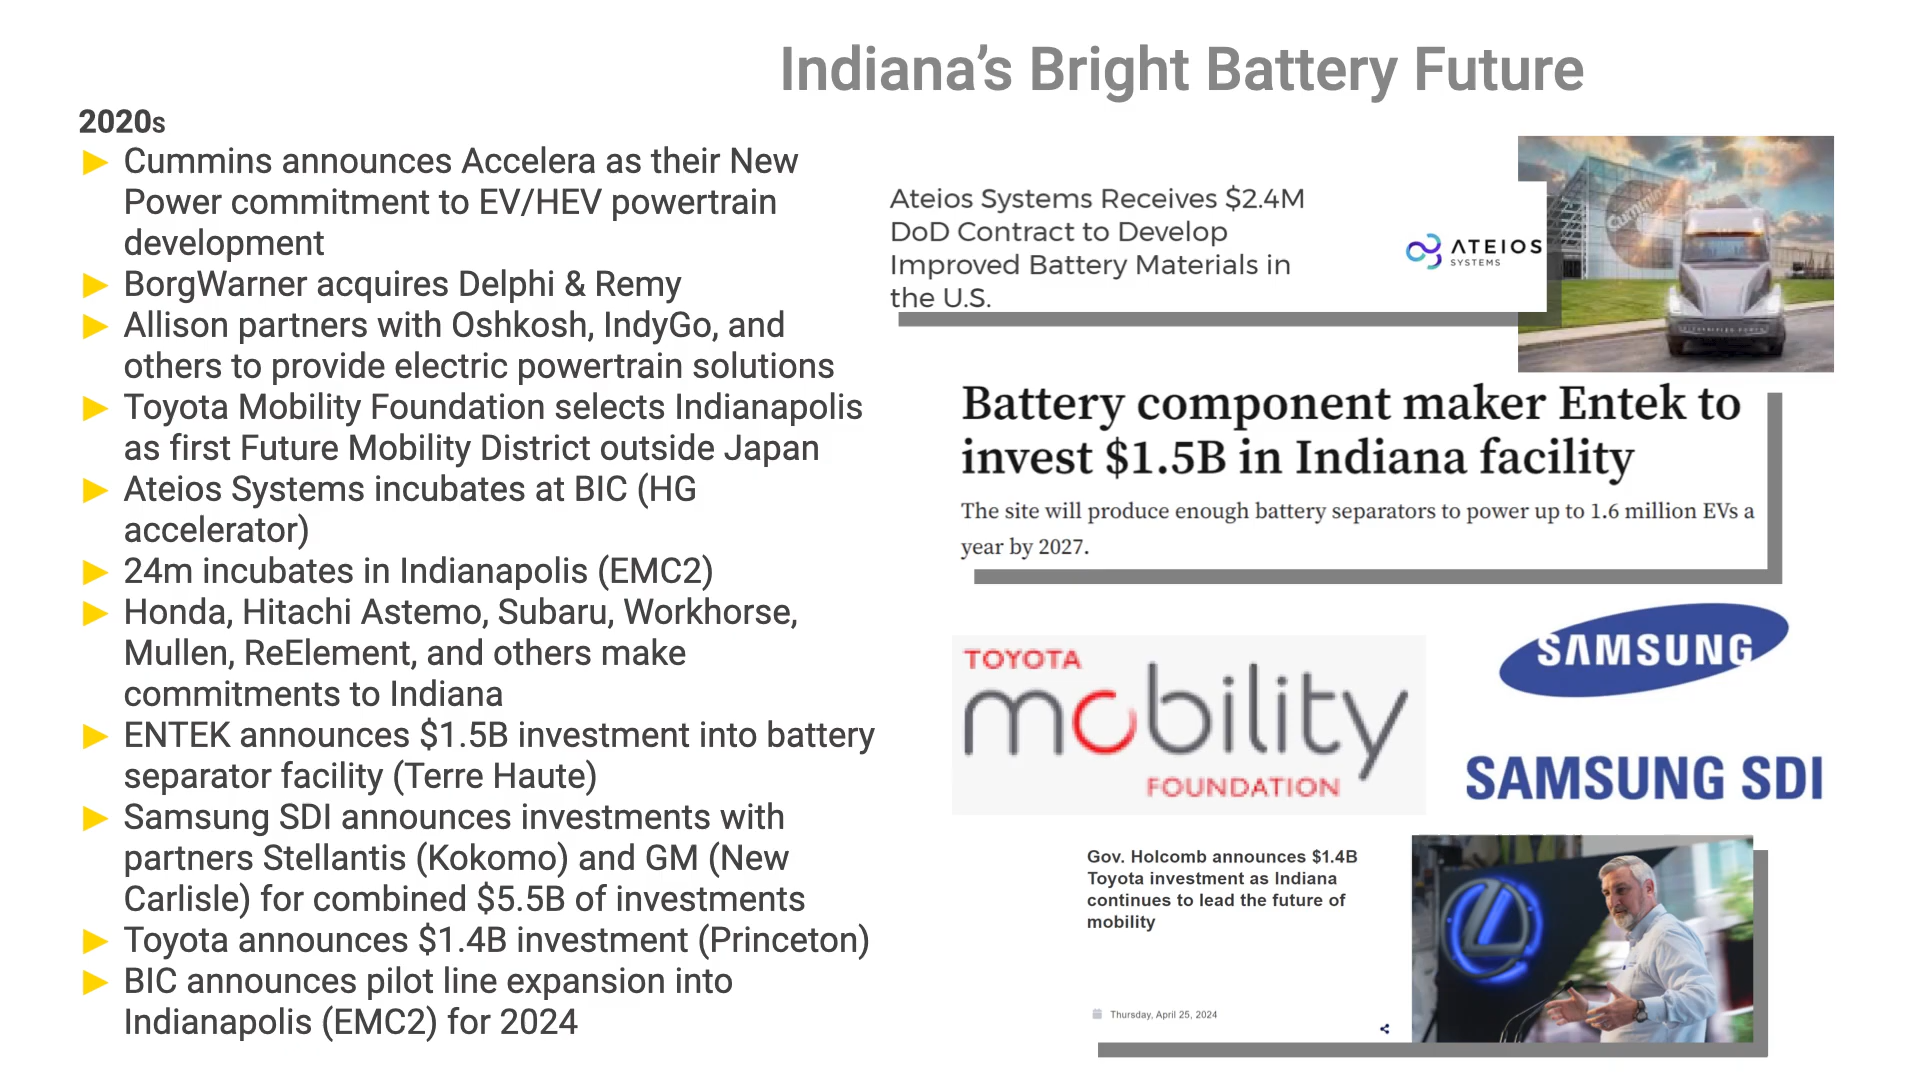 Indiana’s Bright Battery Future
2020s
Cummins announces Accelera as their New
Power commitment to EV/HEV powertrain
development
BorgWarner acquires Delphi & Remy
Allison partners with Oshkosh, IndyGo, and
others to provide electric powertrain solutions
Toyota Mobility Foundation selects Indianapolis
as first Future Mobility District outside Japan
Ateios Systems incubates at BIC (HG
accelerator)
24m incubates in Indianapolis (EMC2)
Honda, Hitachi Astemo, Subaru, Workhorse,
Mullen, ReElement, and others make
commitments to Indiana
ENTEK announces $1.5B investment into battery
separator facility (Terre Haute)
Samsung SDI announces investments with
partners Stellantis (Kokomo) and GM (New
Carlisle) for combined $5.5B of investments
Toyota announces $1.4B investment (Princeton)
BIC announces pilot line expansion into
Indianapolis (EMC2) for 2024
Ateios Systems Receives $2.4M
DoD Contract to Develop
Improved Battery Materials in
the U.S.
ATEIOS
SYSTEMS
Cummins
Battery component maker Entek to
invest $1.5B in Indiana facility
The site will produce enough battery separators to power up to 1.6 million EVs a
year by 2027.
TOYOTA
mobility
FOUNDATION
SAMSUNG
SAMSUNG SDI
Gov. Holcomb announces $1.4B
Toyota investment as Indiana
continues to lead the future of
mobility
Thursday, April 25, 2024